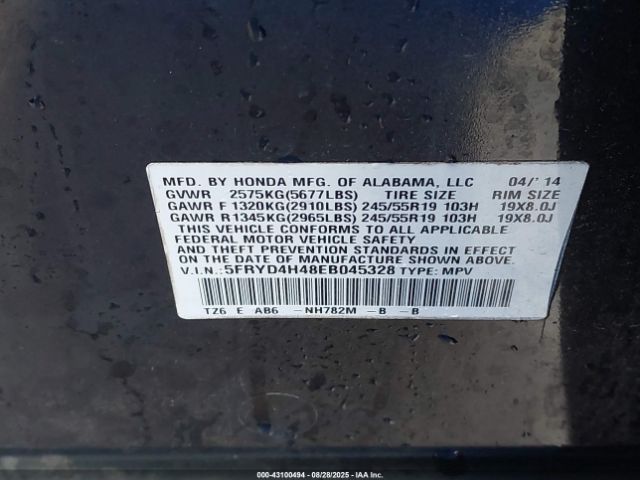 MFD. BY HONDA MFG. OF ALABAMA, LLC 04/'14
GVWR 2575KG(5677LBS) TIRE SIZE RIM SIZE
GAWR F 1320KG(2910LBS) 245/55R19 103H 19X8.0J
GAWR R 1345KG(2965LBS) 245/55R19 103H 19X8.0J
THIS VEHICLE CONFORMS TO ALL APPLICABLE
FEDERAL MOTOR VEHICLE SAFETY
AND THEFT PREVENTION STANDARDS IN EFFECT
ON THE DATE OF MANUFACTURE SHOWN ABOVE.
V.I.N.: 5FRYD4H48EB045328 TYPE: MPV
TZ6 E AB6 -NH782M -B -B
000-43100494 - 08/28/2025 - IAA Inc.